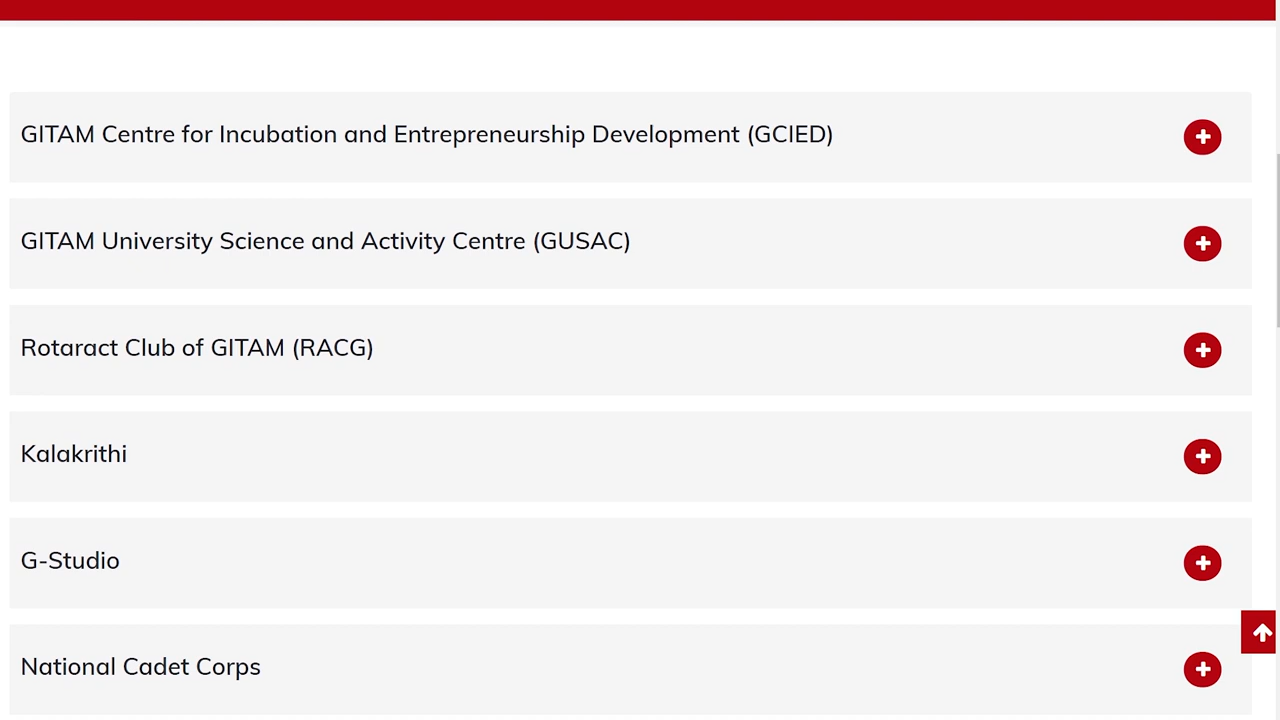 GITAM Centre for Incubation and Entrepreneurship Development (GCIED)
GITAM University Science and Activity Centre (GUSAC)
Rotaract Club of GITAM (RACG)
Kalakrithi
G-Studio
National Cadet Corps